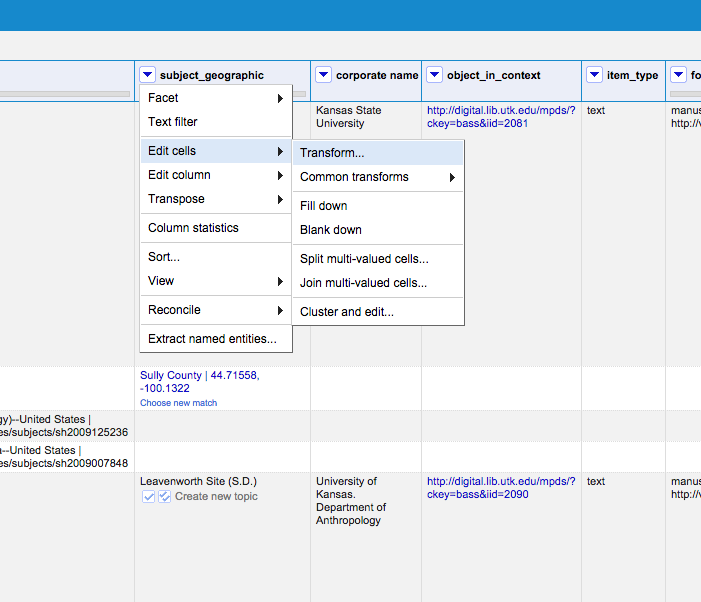 subject_geographic
corporate name
object_in_context
item_type
fo
Facet
Text filter
Edit cells
Edit column
Transpose
Column statistics
Sort...
View
Reconcile
Extract named entities...
Transform...
Common transforms
Fill down
Blank down
Split multi-valued cells...
Join multi-valued cells...
Cluster and edit...
Kansas State
University
http://digital.lib.utk.edu/mpds/?
ckey=bass&iid=2081
text
manus
http://v
Sully County | 44.71558,
-100.1322
Choose new match
gy)--United States |
es/subjects/sh2009125236
a--United States |
es/subjects/sh2009007848
Leavenworth Site (S.D.)
Create new topic
University of
Kansas.
Department of
Anthropology
http://digital.lib.utk.edu/mpds/?
ckey=bass&iid=2090
text
manus
http://v